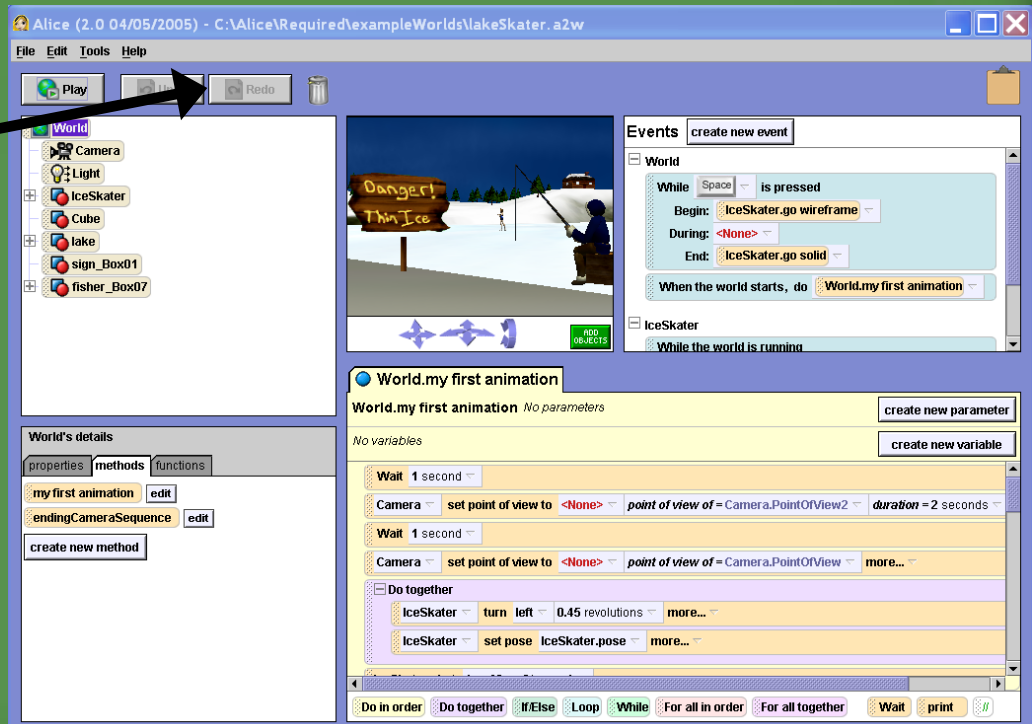 Alice (2.0 04/05/2005) - C:\Alice\Required\exampleWorlds\lakeSkater.a2w
File Edit Tools Help
Play Redo
World
Camera
Light
IceSkater
Cube
lake
sign_Box01
fisher_Box07
Danger!
Thin Ice
ADD
OBJECTS
Events create new event
World
While Space is pressed
Begin: IceSkater.go wireframe
During: <None>
End: IceSkater.go solid
When the world starts, do World.my first animation
IceSkater
While the world is running
World's details
properties methods functions
my first animation edit
endingCameraSequence edit
create new method
World.my first animation
World.my first animation No parameters create new parameter
No variables create new variable
Wait 1 second
Camera set point of view to <None> point of view of = Camera.PointOfView2 duration = 2 seconds
Wait 1 second
Camera set point of view to <None> point of view of = Camera.PointOfView more...
Do together
IceSkater turn left 0.45 revolutions more...
IceSkater set pose IceSkater.pose more...
Do in order Do together If/Else Loop While For all in order For all together Wait print //